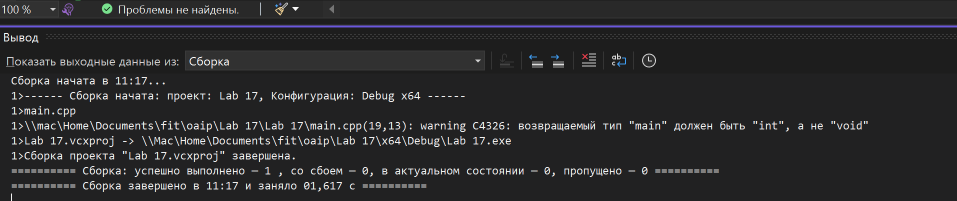 100 %
Проблемы не найдены.
Вывод
Показать выходные данные из: Сборка
Сборка начата в 11:17...
1>------ Сборка начата: проект: Lab 17, Конфигурация: Debug x64 ------
1>main.cpp
1>\\mac\Home\Documents\fit\oaip\Lab 17\Lab 17\main.cpp(19,13): warning C4326: возвращаемый тип "main" должен быть "int", а не "void"
1>Lab 17.vcxproj -> \\Mac\Home\Documents\fit\oaip\Lab 17\x64\Debug\Lab 17.exe
1>Сборка проекта "Lab 17.vcxproj" завершена.
========== Сборка: успешно выполнено — 1 , со сбоем — 0, в актуальном состоянии — 0, пропущено — 0 ==========
========== Сборка завершено в 11:17 и заняло 01,617 с ==========